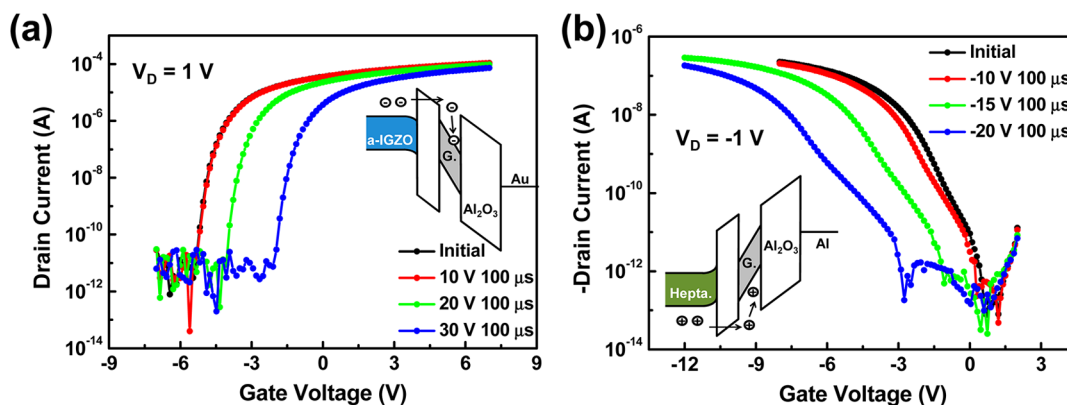 (a)
V_D = 1 V
Drain Current (A)
10⁻²
10⁻⁴
10⁻⁶
10⁻⁸
10⁻¹⁰
10⁻¹²
10⁻¹⁴
-9 -6 -3 0 3 6 9
Gate Voltage (V)
a-IGZO
G.
Al₂O₃
Au
Initial
10 V 100 μs
20 V 100 μs
30 V 100 μs
(b)
Initial
-10 V 100 μs
-15 V 100 μs
-20 V 100 μs
V_D = -1 V
-Drain Current (A)
10⁻⁶
10⁻⁸
10⁻¹⁰
10⁻¹²
10⁻¹⁴
-12 -9 -6 -3 0 3
Gate Voltage (V)
Hepta.
G.
Al₂O₃
Al